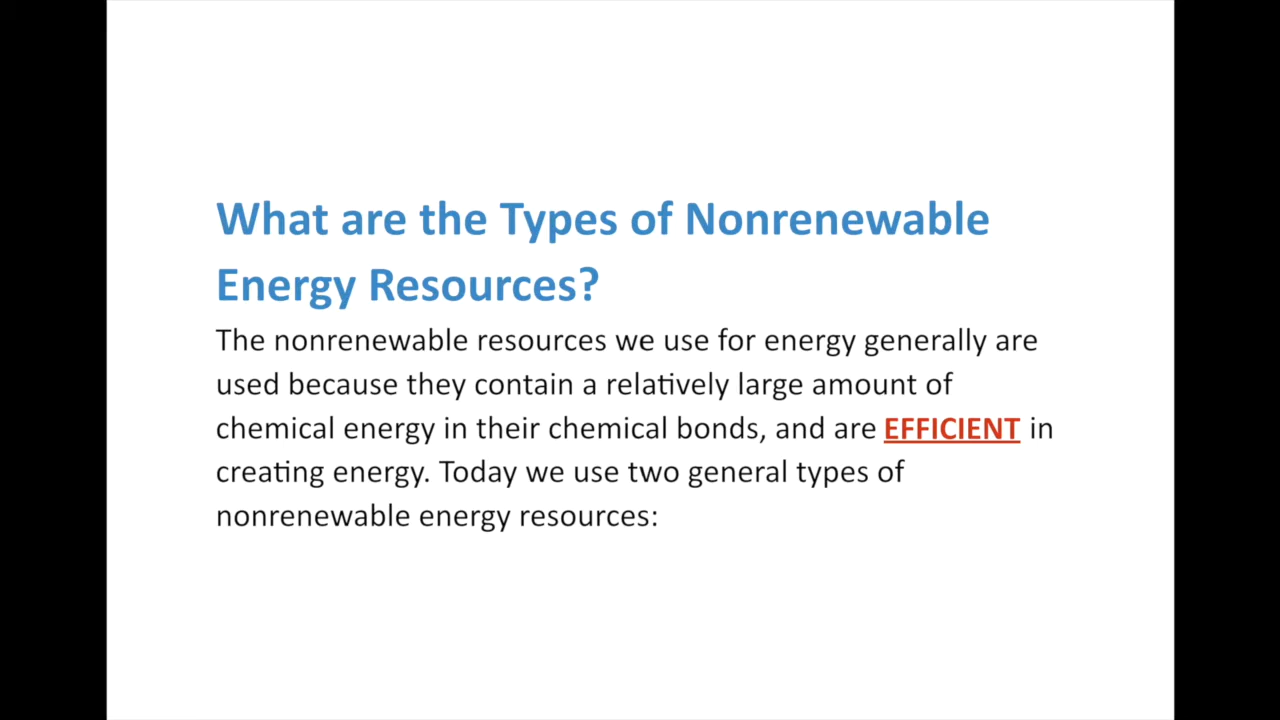 What are the Types of Nonrenewable
Energy Resources?
The nonrenewable resources we use for energy generally are
used because they contain a relatively large amount of
chemical energy in their chemical bonds, and are EFFICIENT in
creating energy. Today we use two general types of
nonrenewable energy resources: